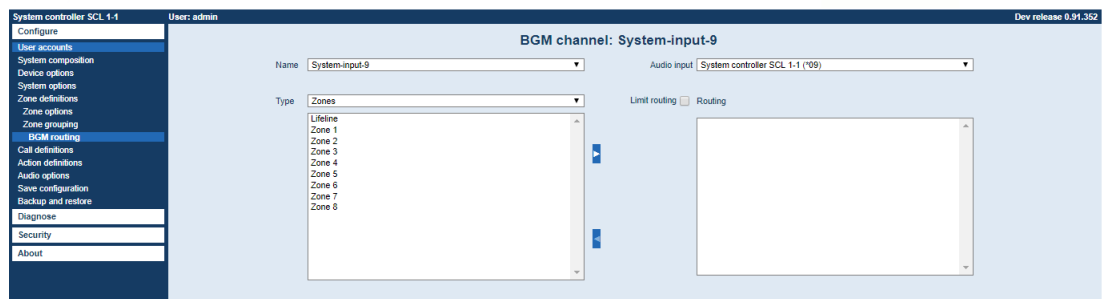 System controller SCL 1-1 User: admin Dev release 0.91.352
Configure
User accounts
System composition
Device options
System options
Zone definitions
Zone options
Zone grouping
BGM routing
Call definitions
Action definitions
Audio options
Save configuration
Backup and restore
Diagnose
Security
About
BGM channel: System-input-9
Name System-input-9 Audio input System controller SCL 1-1 (*09)
Type Zones Limit routing Routing
Lifeline
Zone 1
Zone 2
Zone 3
Zone 4
Zone 5
Zone 6
Zone 7
Zone 8